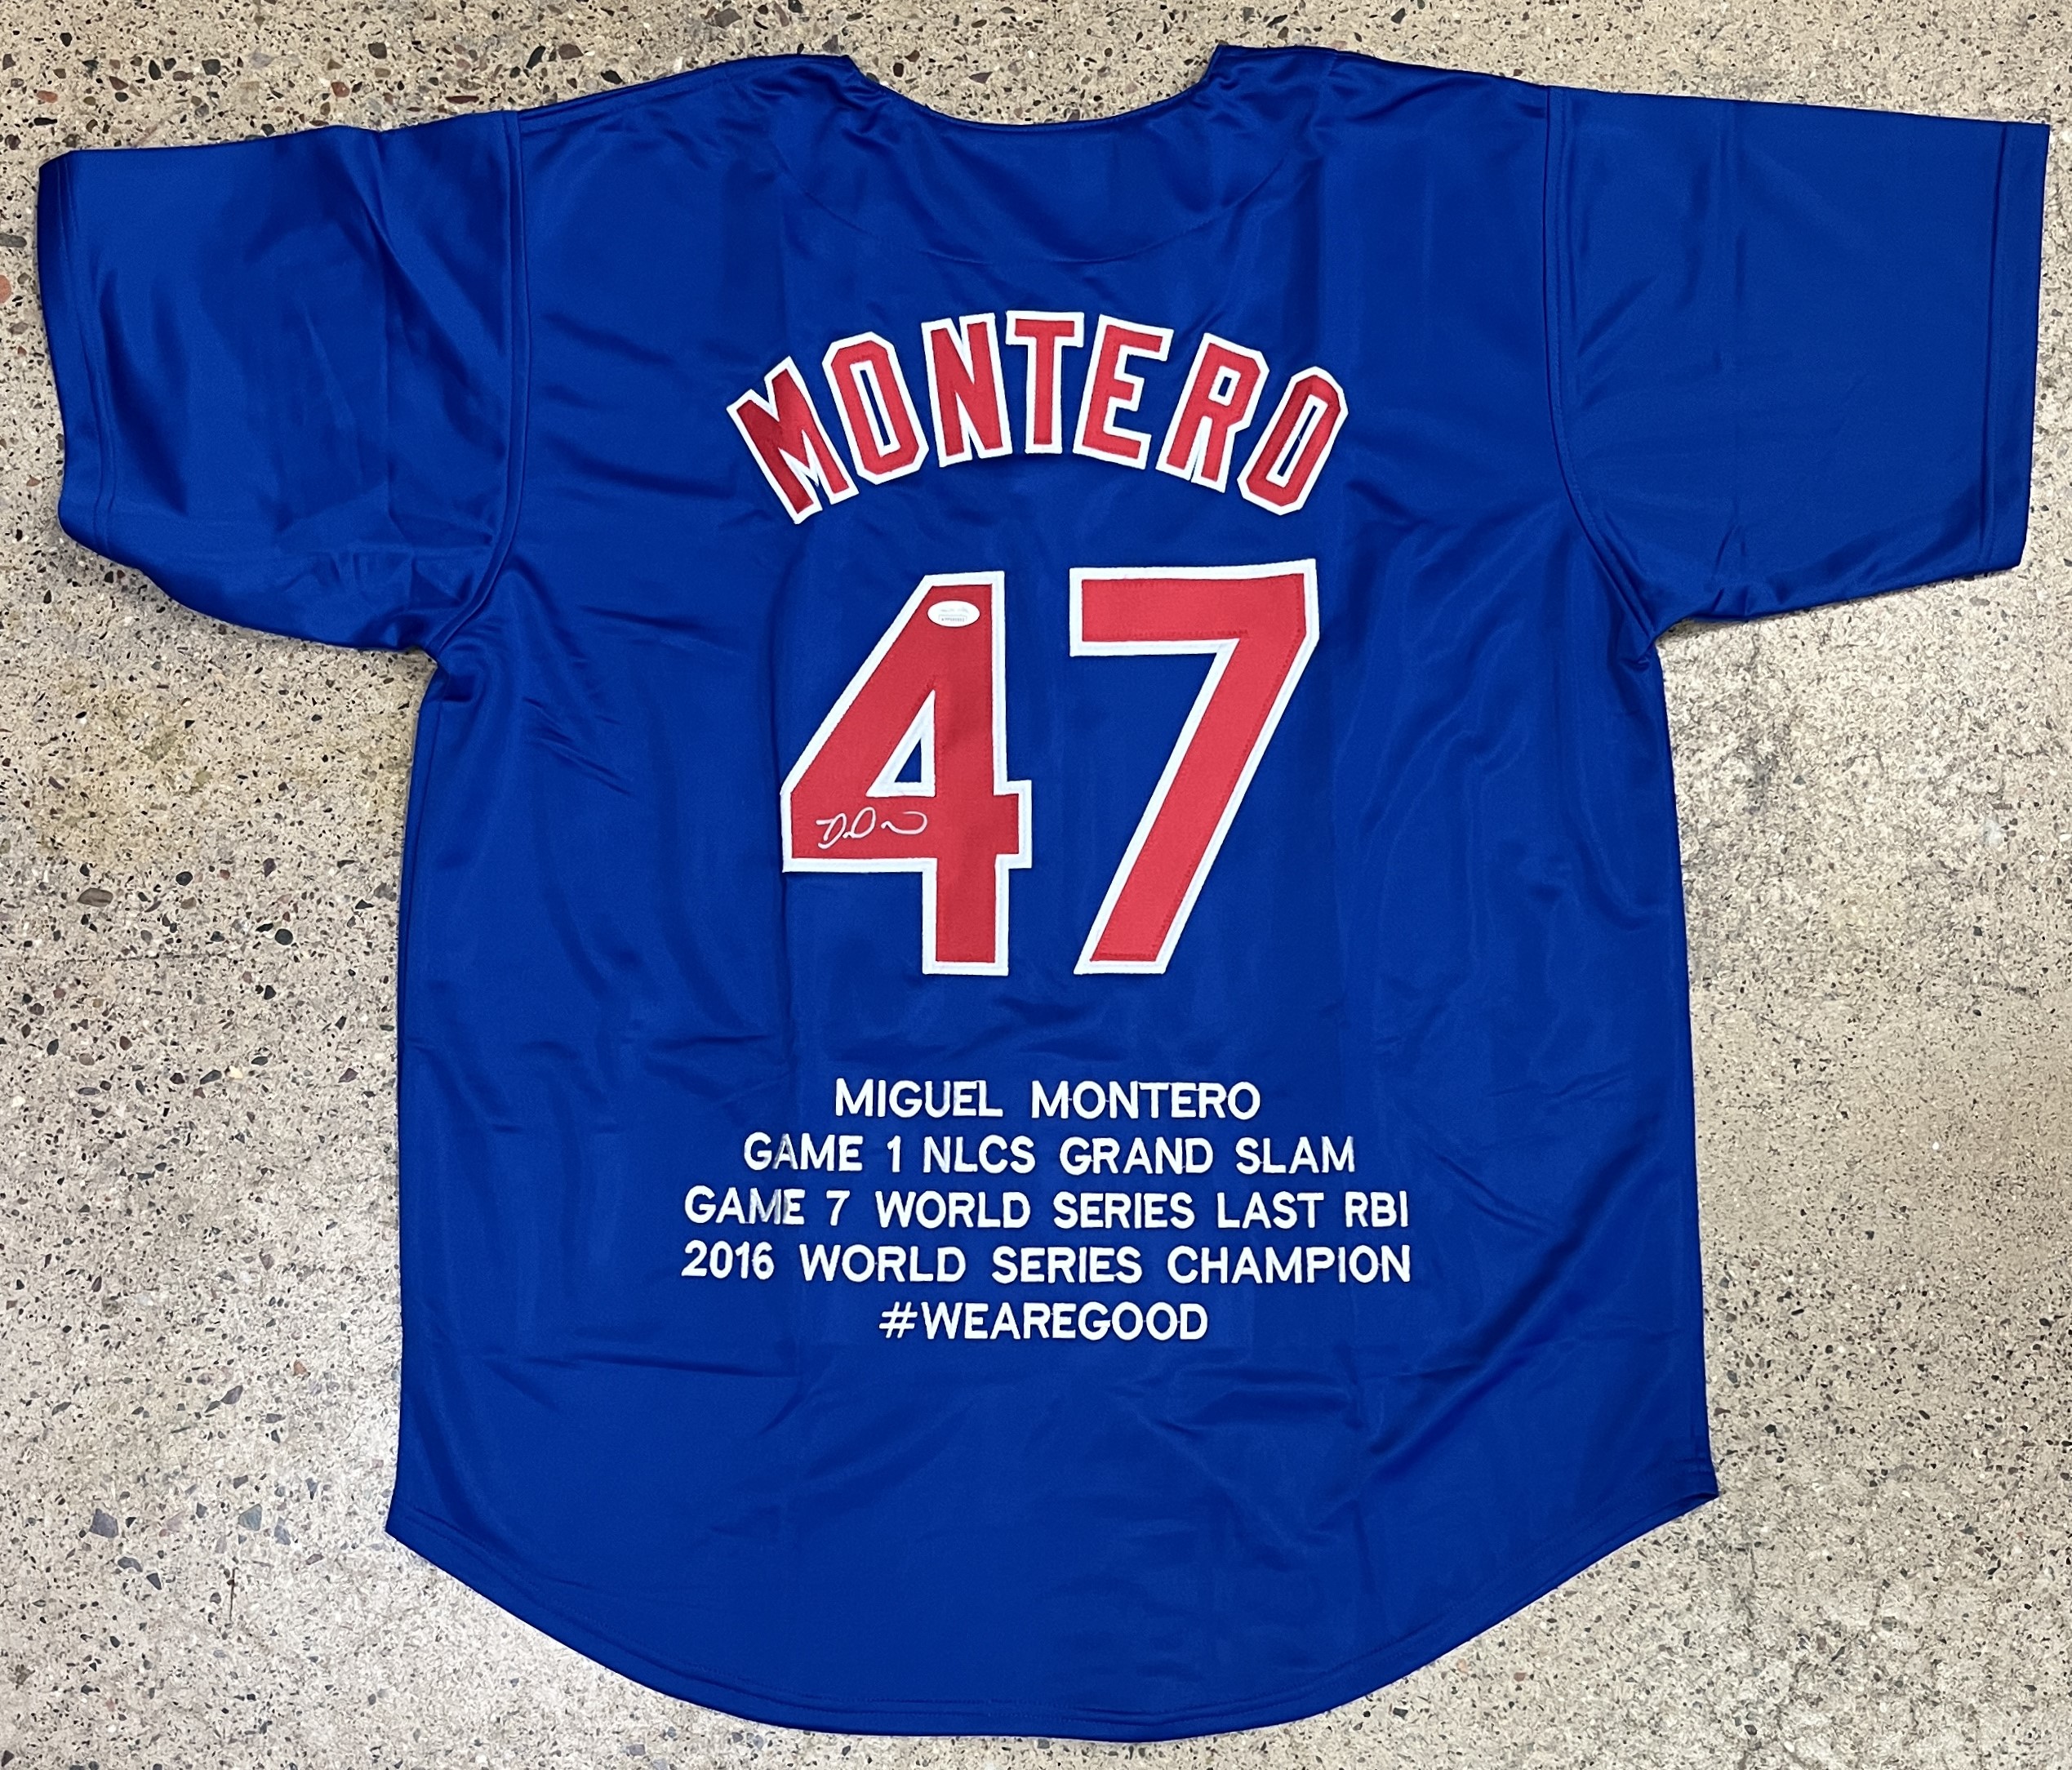 MONTERO
47
MIGUEL MONTERO
GAME 1 NLCS GRAND SLAM
GAME 7 WORLD SERIES LAST RBI
2016 WORLD SERIES CHAMPION
#WEAREGOOD